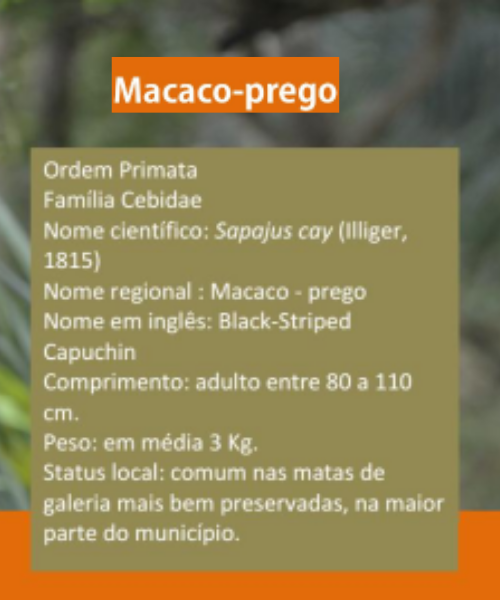 Macaco-prego
Ordem Primata
Família Cebidae
Nome científico: Sapajus cay (Illiger,
1815)
Nome regional : Macaco - prego
Nome em inglês: Black-Striped
Capuchin
Comprimento: adulto entre 80 a 110
cm.
Peso: em média 3 Kg.
Status local: comum nas matas de
galeria mais bem preservadas, na maior
parte do município.